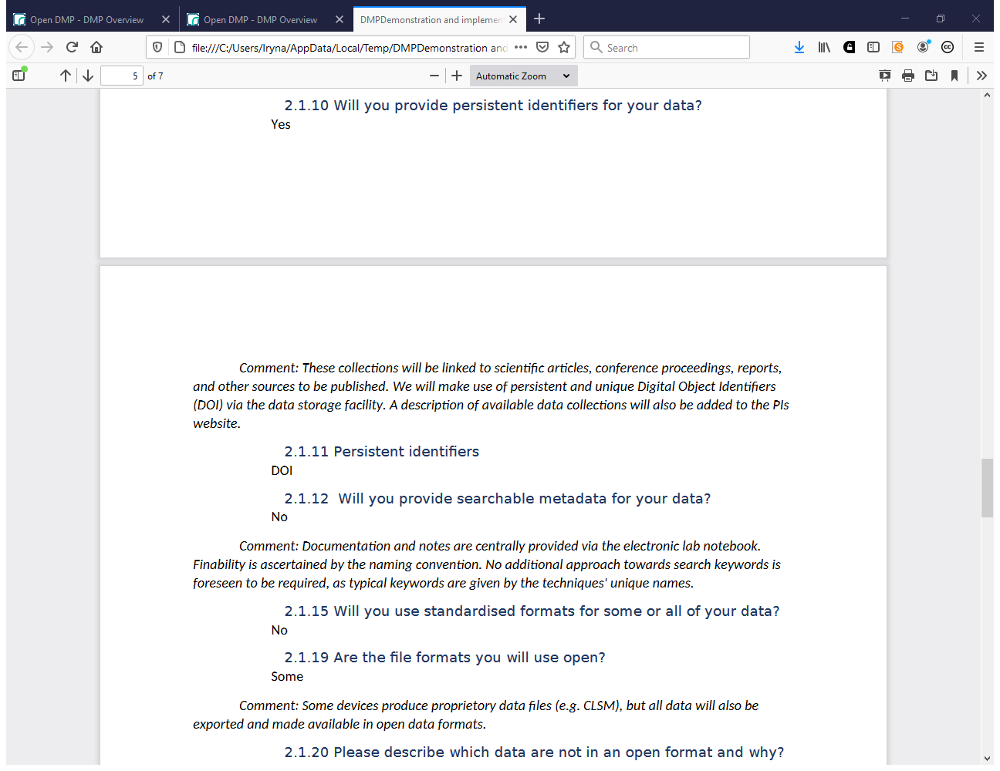 Open DMP - DMP Overview
Open DMP - DMP Overview
DMPDemonstration and implemen
file:///C:/Users/Iryna/AppData/Local/Temp/DMPDemonstration and
Search
5 of 7
Automatic Zoom
2.1.10 Will you provide persistent identifiers for your data?
Yes
Comment: These collections will be linked to scientific articles, conference proceedings, reports,
and other sources to be published. We will make use of persistent and unique Digital Object Identifiers
(DOI) via the data storage facility. A description of available data collections will also be added to the PIs
website.
2.1.11 Persistent identifiers
DOI
2.1.12 Will you provide searchable metadata for your data?
No
Comment: Documentation and notes are centrally provided via the electronic lab notebook.
Finability is ascertained by the naming convention. No additional approach towards search keywords is
foreseen to be required, as typical keywords are given by the techniques' unique names.
2.1.15 Will you use standardised formats for some or all of your data?
No
2.1.19 Are the file formats you will use open?
Some
Comment: Some devices produce proprietory data files (e.g. CLSM), but all data will also be
exported and made available in open data formats.
2.1.20 Please describe which data are not in an open format and why?